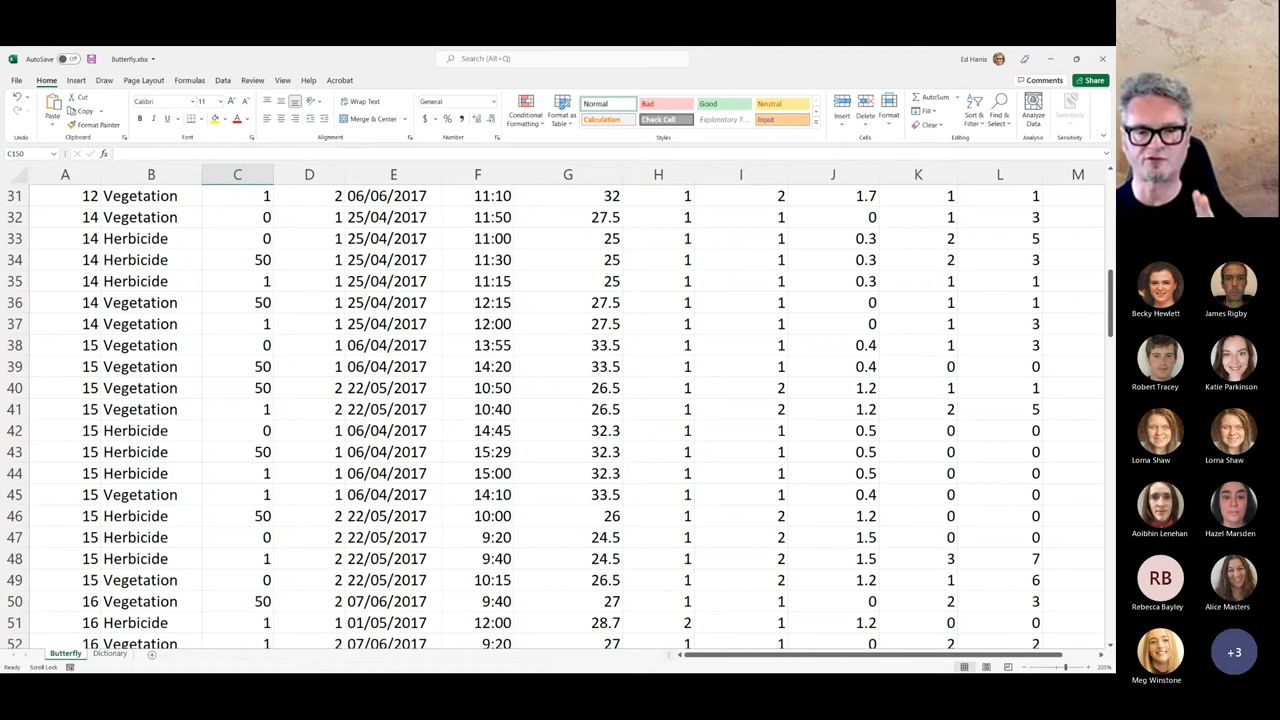 AutoSave Off Butterfly.xlsx Search (Alt+Q) Ed Harris
File Home Insert Draw Page Layout Formulas Data Review View Help Acrobat Comments Share
Cut Calibri 11 Wrap Text General Normal Bad Good Neutral AutoSum
Copy Fill
Paste Format Painter Merge & Center Conditional Formatting Format as Table Calculation Check Cell Explanatory T... Input Insert Delete Format Clear Sort & Filter Find & Select Analyze Data Sensitivity
Undo Clipboard Font Alignment Number Styles Cells Editing Analysis Sensitivity
C150 fx
A B C D E F G H I J K L M
31 12 Vegetation 1 2 06/06/2017 11:10 32 1 2 1.7 1 1
32 14 Vegetation 0 1 25/04/2017 11:50 27.5 1 1 0 1 3
33 14 Herbicide 0 1 25/04/2017 11:00 25 1 1 0.3 2 5
34 14 Herbicide 50 1 25/04/2017 11:30 25 1 1 0.3 2 3
35 14 Herbicide 1 1 25/04/2017 11:15 25 1 1 0.3 1 1
36 14 Vegetation 50 1 25/04/2017 12:15 27.5 1 1 0 1 1
37 14 Vegetation 1 1 25/04/2017 12:00 27.5 1 1 0 1 3
38 15 Vegetation 0 1 06/04/2017 13:55 33.5 1 1 0.4 1 3
39 15 Vegetation 50 1 06/04/2017 14:20 33.5 1 1 0.4 0 0
40 15 Vegetation 50 2 22/05/2017 10:50 26.5 1 2 1.2 1 1
41 15 Vegetation 1 2 22/05/2017 10:40 26.5 1 2 1.2 2 5
42 15 Herbicide 0 1 06/04/2017 14:45 32.3 1 1 0.5 0 0
43 15 Herbicide 50 1 06/04/2017 15:29 32.3 1 1 0.5 0 0
44 15 Herbicide 1 1 06/04/2017 15:00 32.3 1 1 0.5 0 0
45 15 Vegetation 1 1 06/04/2017 14:10 33.5 1 1 0.4 0 0
46 15 Herbicide 50 2 22/05/2017 10:00 26 1 2 1.2 0 0
47 15 Herbicide 0 2 22/05/2017 9:20 24.5 1 2 1.5 0 0
48 15 Herbicide 1 2 22/05/2017 9:40 24.5 1 2 1.5 3 7
49 15 Vegetation 0 2 22/05/2017 10:15 26.5 1 2 1.2 1 6
50 16 Vegetation 50 2 07/06/2017 9:40 27 1 1 0 2 3
51 16 Herbicide 1 1 01/05/2017 12:00 28.7 2 1 1.2 0 0
52 16 Vegetation 1 2 07/06/2017 9:20 27 1 1 0 2 2
Butterfly Dictionary
Ready Scroll Lock 205%
Becky Hewlett James Rigby
Robert Tracey Katie Parkinson
Lorna Shaw Lorna Shaw
Aoibhin Lenehan Hazel Marsden
RB
Rebecca Bayley Alice Masters
+3
Meg Winstone